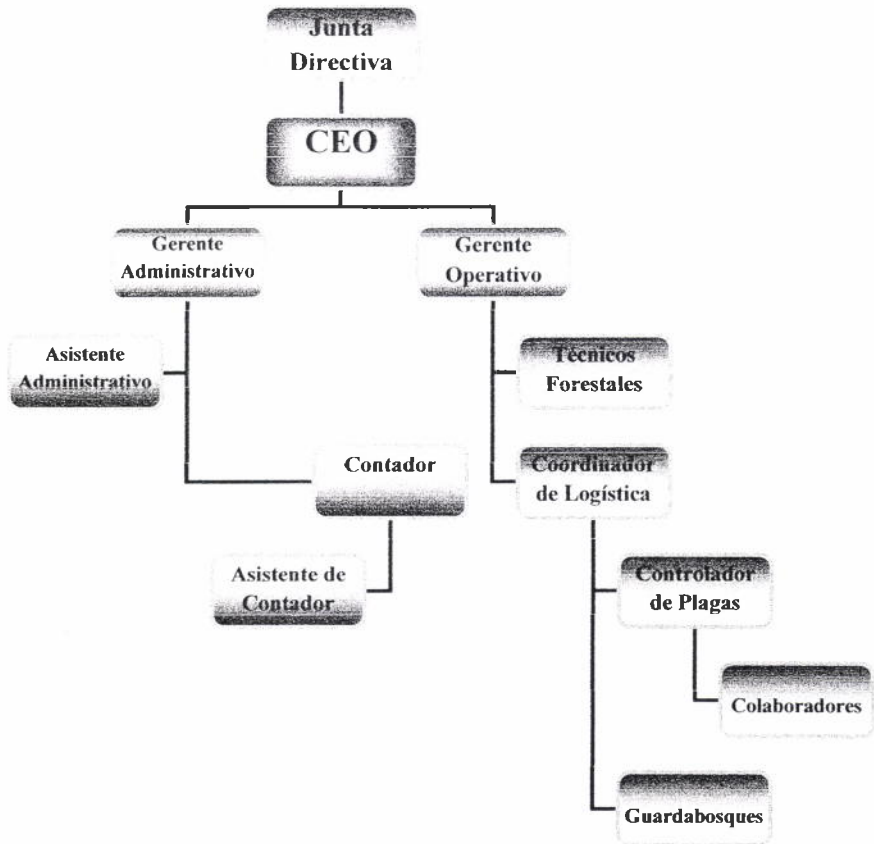 Junta
Directiva
CEO
Gerente
Administrativo
Gerente
Operativo
Asistente
Administrativo
Técnicos
Forestales
Contador
Coordinador
de Logística
Asistente de
Contador
Controlador
de Plagas
Colaboradores
Guardabosques